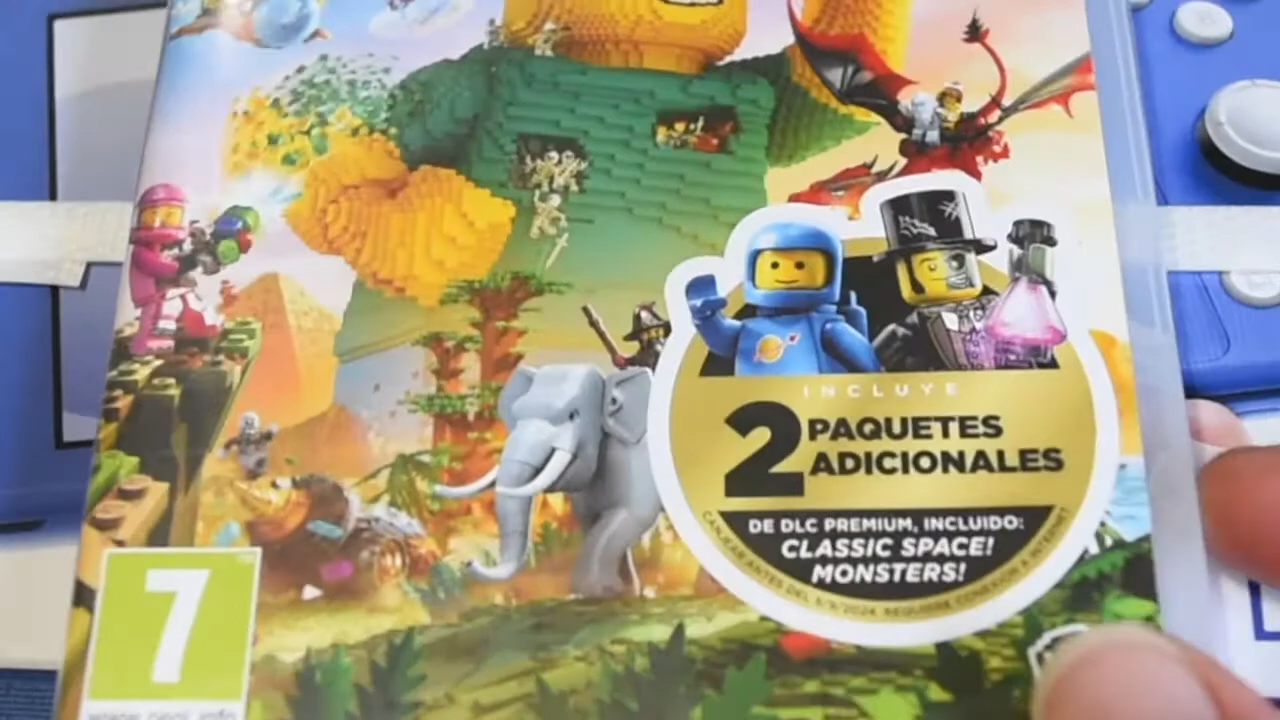 INCLUYE
2 PAQUETES
ADICIONALES
DE DLC PREMIUM, INCLUIDO:
CLASSIC SPACE!
MONSTERS!
7